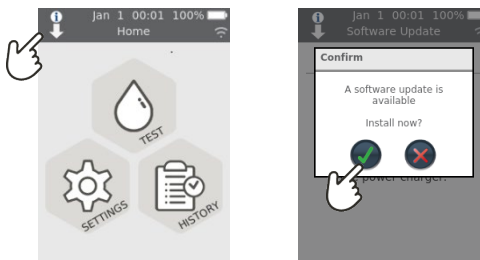 Jan 1 00:01 100%
Home
TEST
SETTINGS
HISTORY
Jan 1 00:01 100%
Software Update
Confirm
A software update is
available
Install now?
power charger.